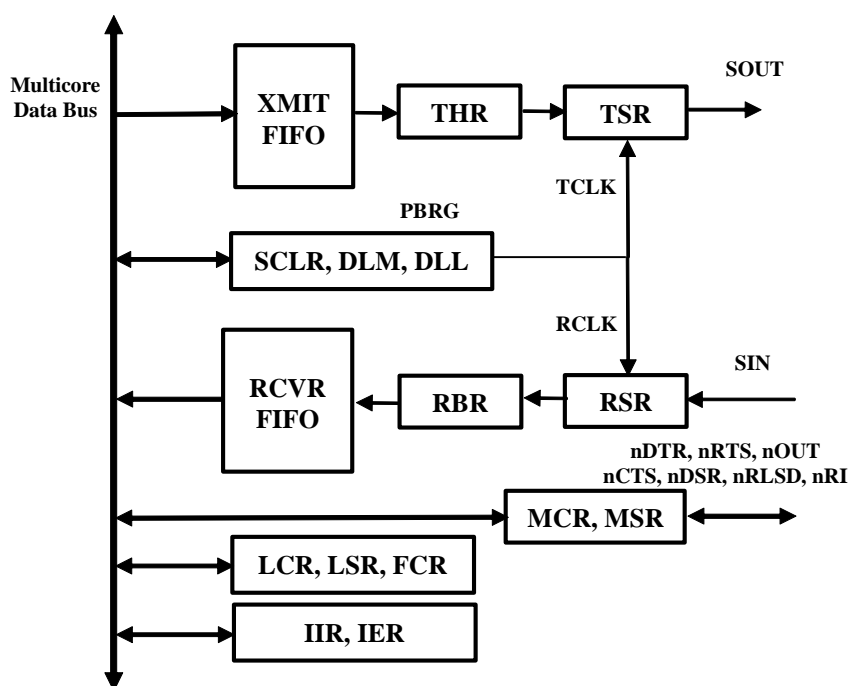 Multicore
Data Bus
XMIT
FIFO
THR
TSR
SOUT
TCLK
PBRG
SCLR, DLM, DLL
RCLK
RCVR
FIFO
RBR
RSR
SIN
nDTR, nRTS, nOUT
nCTS, nDSR, nRLSD, nRI
MCR, MSR
LCR, LSR, FCR
IIR, IER